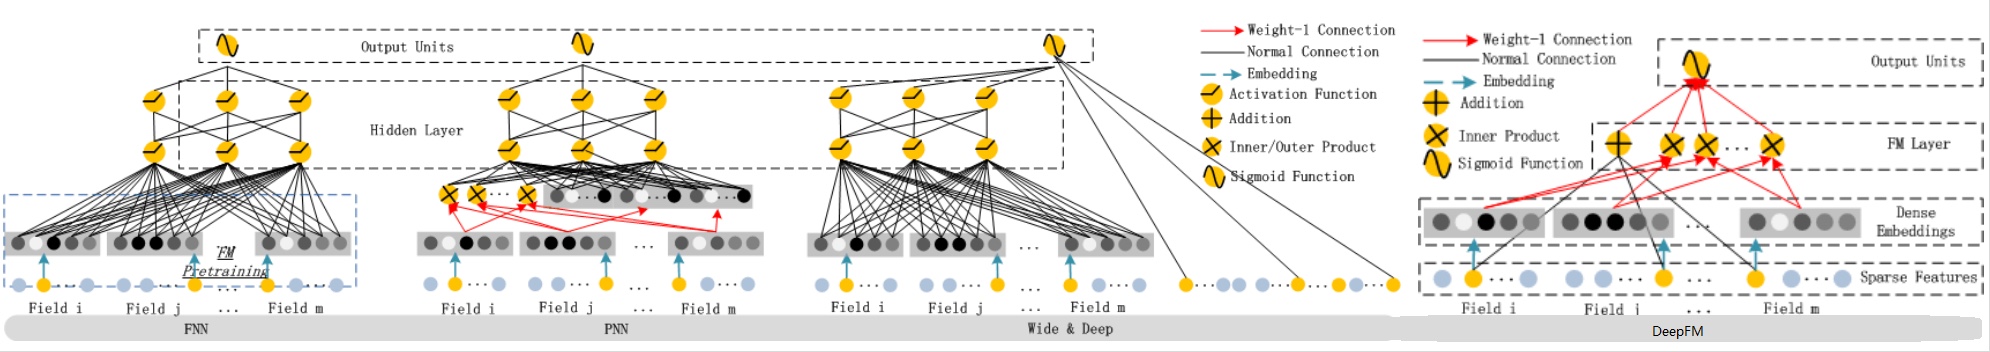 Output Units
Hidden Layer
FM
Pretraining
Field i
Field j
...
Field m
Field i
Field j
...
Field m
Field i
Field j
...
Field m
FNN
PNN
Wide & Deep
Weight-1 Connection
Normal Connection
Embedding
Activation Function
Addition
Inner/Outer Product
Sigmoid Function
Weight-1 Connection
Normal Connection
Embedding
Addition
Inner Product
Sigmoid Function
Output Units
FM Layer
Dense
Embeddings
Sparse Features
Field i
Field j
...
Field m
DeepFM